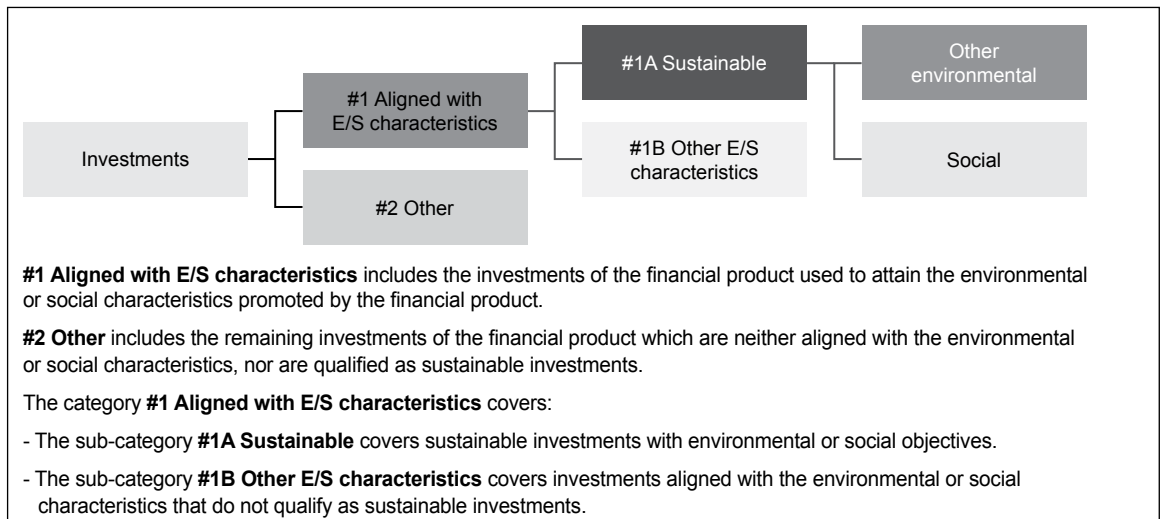 #1A Sustainable
Other
environmental
#1 Aligned with
E/S characteristics
Investments
#1B Other E/S
characteristics
Social
#2 Other
#1 Aligned with E/S characteristics includes the investments of the financial product used to attain the environmental
or social characteristics promoted by the financial product.
#2 Other includes the remaining investments of the financial product which are neither aligned with the environmental
or social characteristics, nor are qualified as sustainable investments.
The category #1 Aligned with E/S characteristics covers:
- The sub-category #1A Sustainable covers sustainable investments with environmental or social objectives.
- The sub-category #1B Other E/S characteristics covers investments aligned with the environmental or social
characteristics that do not qualify as sustainable investments.